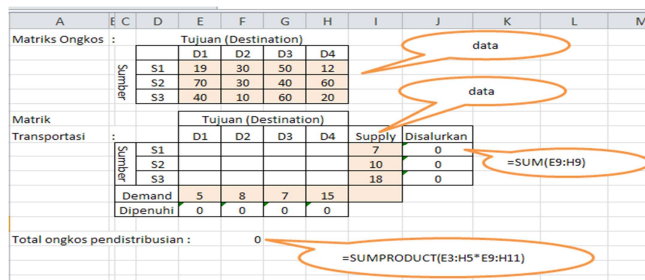 A E C D E F G H I J K L M
Matriks Ongkos : Tujuan (Destination)
D1 D2 D3 D4
Sumber
S1 19 30 50 12
S2 70 30 40 60
S3 40 10 60 20
data
data
Matrik Tujuan (Destination)
Transportasi : D1 D2 D3 D4 Supply Disalurkan
Sumber
S1 7 0
S2 10 0
S3 18 0
=SUM(E9:H9)
Demand 5 8 7 15
Dipenuhi 0 0 0 0
Total ongkos pendistribusian : 0
=SUMPRODUCT(E3:H5*E9:H11)